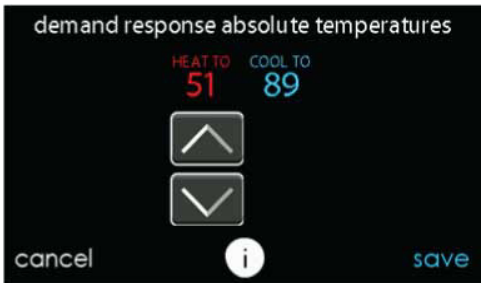 demand response absolute temperatures
HEAT TO COOL TO
51 89
cancel i save